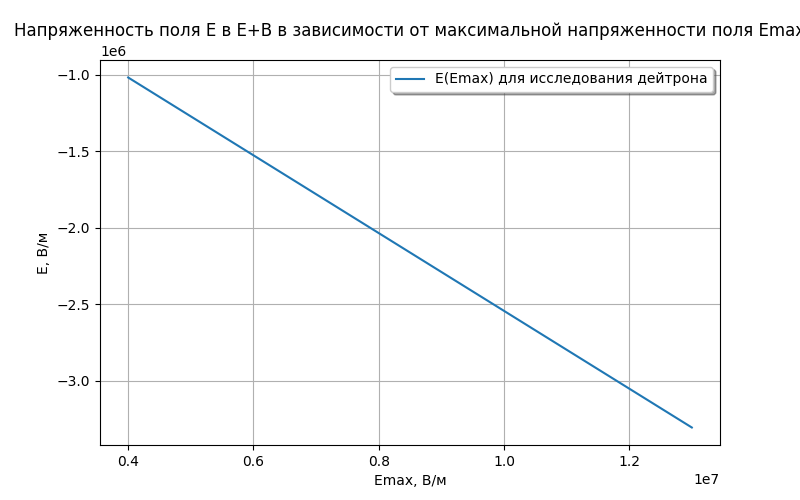 Напряженность поля E в E+B в зависимости от максимальной напряженности поля Emax
1e6
E(Emax) для исследования дейтрона
−1.0
−1.5
−2.0
−2.5
−3.0
E, В/м
0.4 0.6 0.8 1.0 1.2
1e7
Emax, В/м